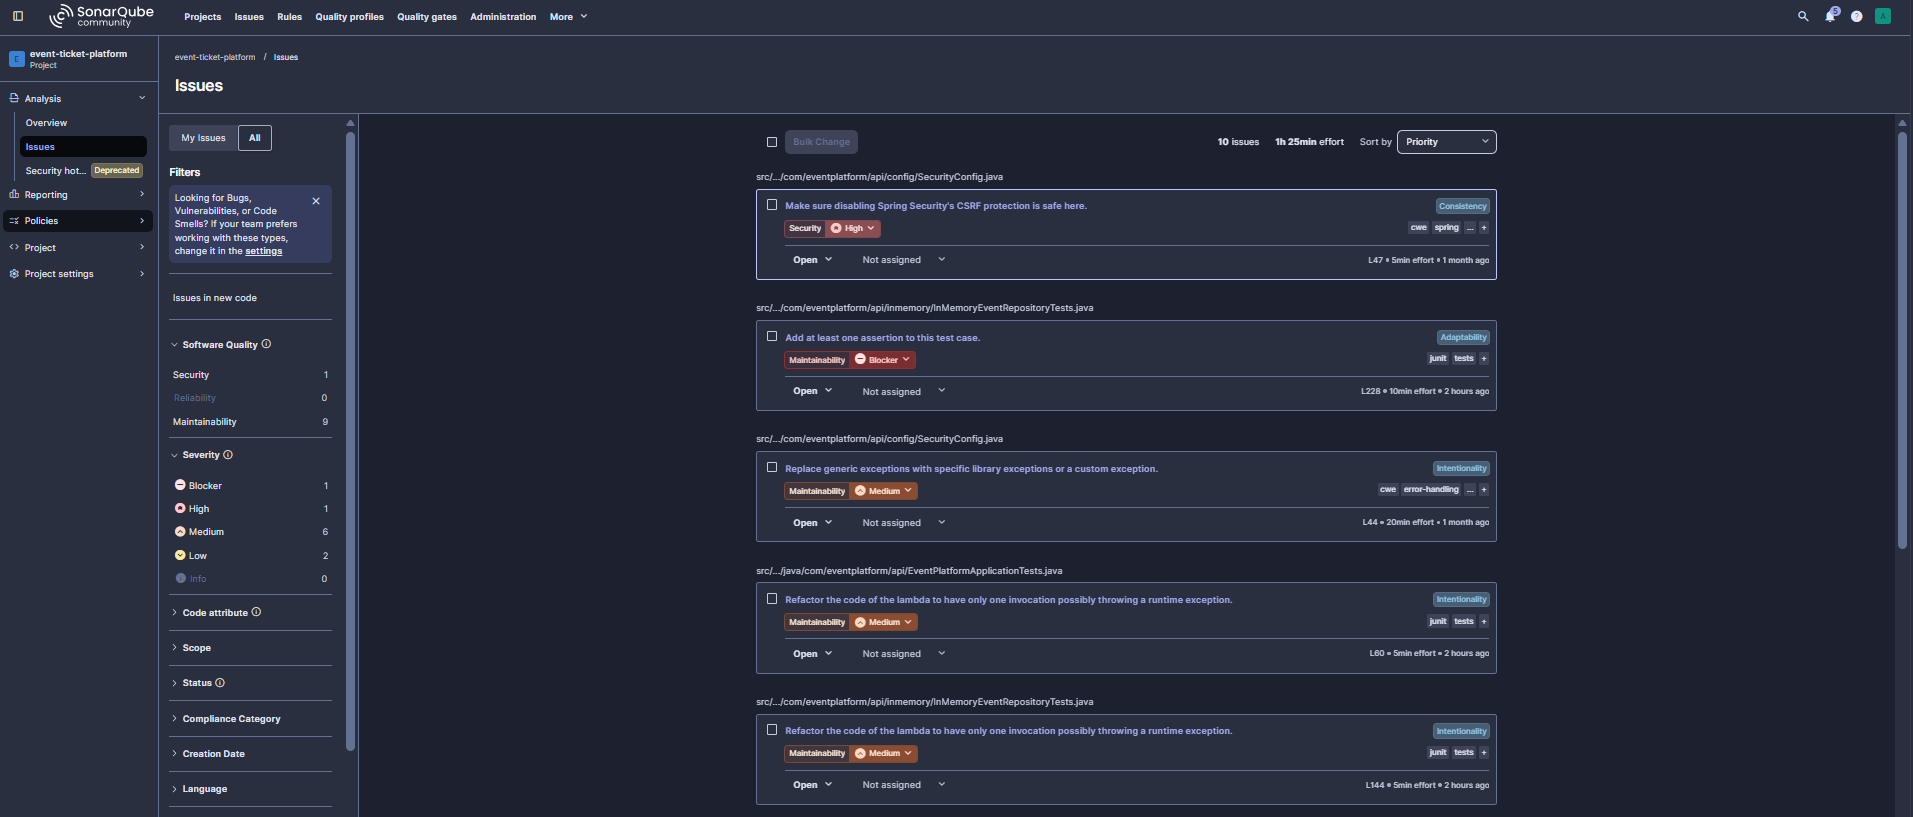 SonarQube
community
Projects Issues Rules Quality profiles Quality gates Administration More
5
?
A
E
event-ticket-platform
Project
Analysis
Overview
Issues
Security hot... Deprecated
Reporting
Policies
Project
Project settings
event-ticket-platform / Issues
Issues
My Issues All
Filters
Looking for Bugs,
Vulnerabilities, or Code
Smells? If your team prefers
working with these types,
change it in the settings
Issues in new code
Software Quality
Security 1
Reliability 0
Maintainability 9
Severity
Blocker 1
High 1
Medium 6
Low 2
Info 0
Code attribute
Scope
Status
Compliance Category
Creation Date
Language
Bulk Change
10 issues 1h 25min effort Sort by Priority
src/.../com/eventplatform/api/config/SecurityConfig.java
Make sure disabling Spring Security's CSRF protection is safe here. Consistency
Security High cwe spring ... +
Open Not assigned L47 • 5min effort • 1 month ago
src/.../com/eventplatform/api/inmemory/InMemoryEventRepositoryTests.java
Add at least one assertion to this test case. Adaptability
Maintainability Blocker junit tests +
Open Not assigned L228 • 10min effort • 2 hours ago
src/.../com/eventplatform/api/config/SecurityConfig.java
Replace generic exceptions with specific library exceptions or a custom exception. Intentionality
Maintainability Medium cwe error-handling ... +
Open Not assigned L44 • 20min effort • 1 month ago
src/.../java/com/eventplatform/api/EventPlatformApplicationTests.java
Refactor the code of the lambda to have only one invocation possibly throwing a runtime exception. Intentionality
Maintainability Medium junit tests +
Open Not assigned L60 • 5min effort • 2 hours ago
src/.../com/eventplatform/api/inmemory/InMemoryEventRepositoryTests.java
Refactor the code of the lambda to have only one invocation possibly throwing a runtime exception. Intentionality
Maintainability Medium junit tests +
Open Not assigned L144 • 5min effort • 2 hours ago